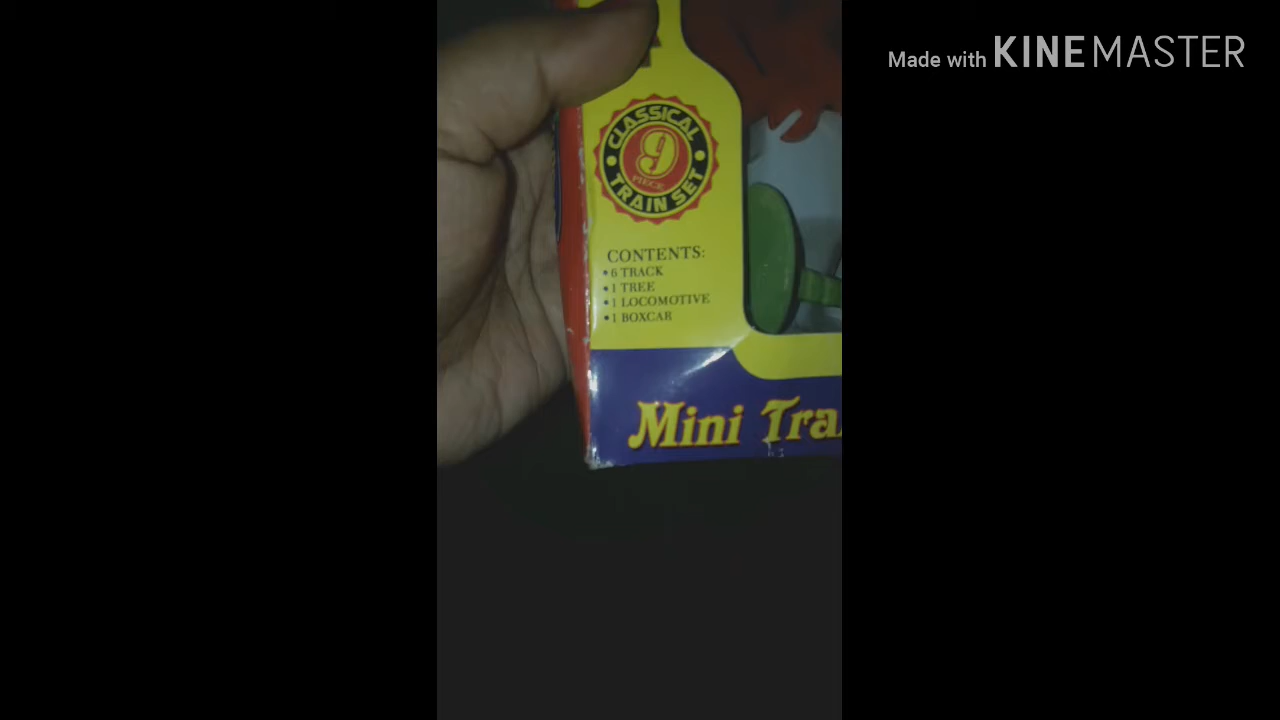 Made with KINEMASTER
CLASSICAL
9
PIECE
TRAIN SET
CONTENTS:
• 6 TRACK
• 1 TREE
• 1 LOCOMOTIVE
• 1 BOXCAR
Mini Tra